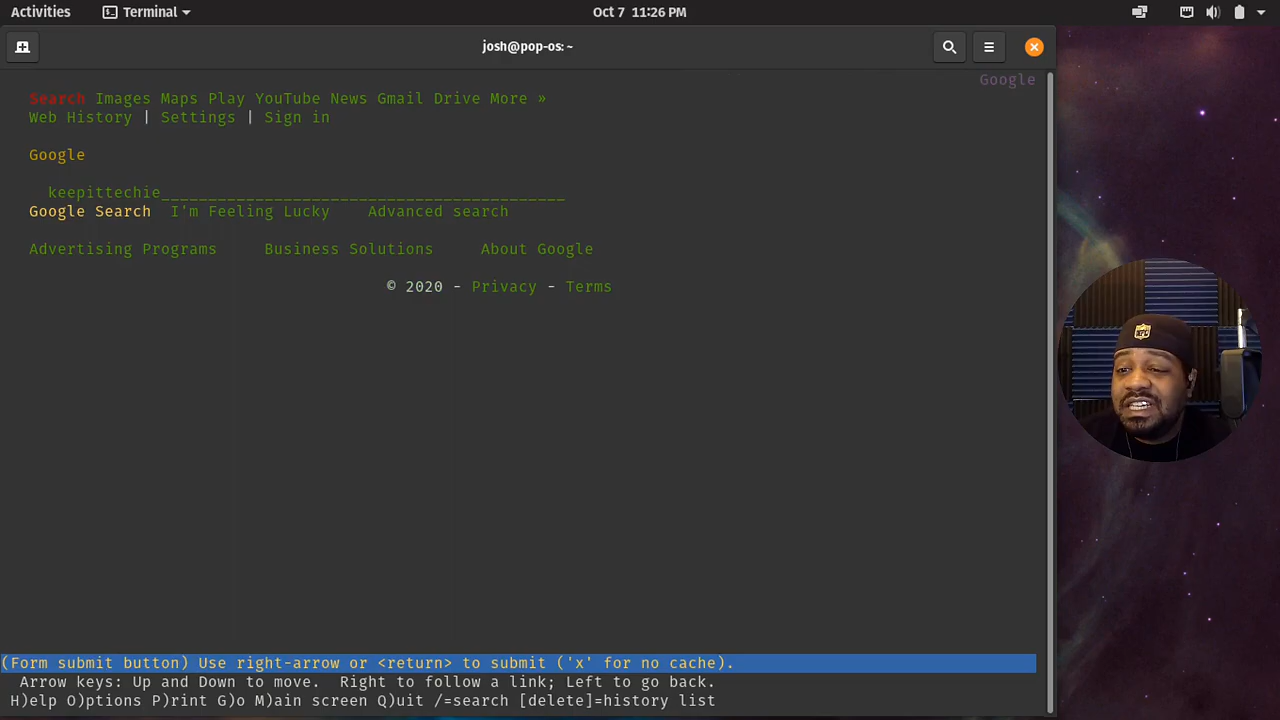 Activities Terminal Oct 7 11:26 PM
josh@pop-os: ~
Google
Search Images Maps Play YouTube News Gmail Drive More »
Web History | Settings | Sign in
Google
keepittechie___________________________________________
Google Search I'm Feeling Lucky Advanced search
Advertising Programs Business Solutions About Google
© 2020 - Privacy - Terms
NFL
(Form submit button) Use right-arrow or <return> to submit ('x' for no cache).
Arrow keys: Up and Down to move. Right to follow a link; Left to go back.
H)elp O)ptions P)rint G)o M)ain screen Q)uit /=search [delete]=history list